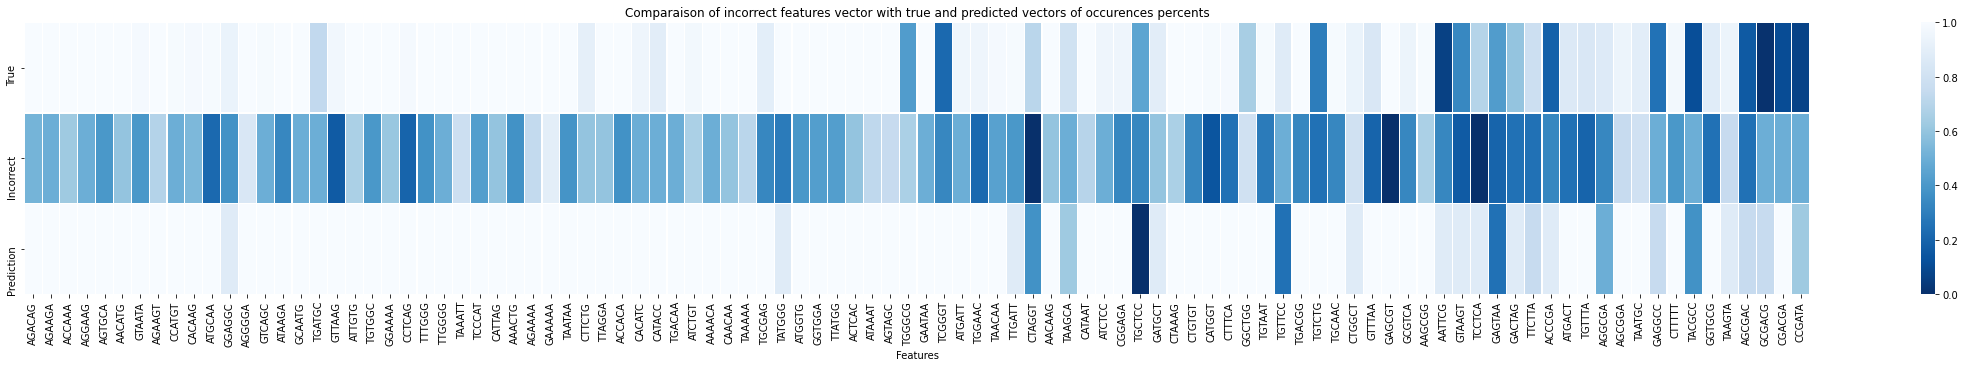 Comparaison of incorrect features vector with true and predicted vectors of occurences percents
True
Incorrect
Prediction
1.0
0.8
0.6
0.4
0.2
0.0
AGACAG
AGAAGA
ACCAAA
AGGAAG
AGTGCA
AACATG
GTAATA
AGAAGT
CCATGT
CACAAG
ATGCAA
GGAGGC
AGGGGA
GTCAGC
ATAAGA
GCAATG
TGATGC
GTTAAG
ATTGTG
TGTGGC
GGAAAA
CCTCAG
TTTGGG
TTGGGG
TAAATT
TCCCAT
CATTAG
AAACTG
AGAAAA
GAAAAA
TAATAA
CTTCTG
TTAGGA
ACCACA
CACATC
CATACC
TGACAA
ATCTGT
AAAACA
CAACAA
TAAAAA
TGCGAG
TATGGG
ATGGTG
GGTGGA
TTATGG
ACTCAC
ATAAAT
AGTAGC
TGGGCG
GAATAA
TCGGGT
ATGATT
TGGAAC
TAACAA
TTGATT
CTAGGT
AACAAG
TAAGCA
CATAAT
ATCTCC
CGGAGA
TGCTCC
GATGCT
CTAAAG
CTGTGT
CATGGT
CTTTCA
GGCTGG
TGTAAT
TGTTCC
TGACGG
TGTCTG
TGCAAC
CTGGCT
GTTTAA
GAGCGT
GCGTCA
AAGCGG
AATTCG
GTAAGT
TCCTCA
GAGTAA
GACTAG
TTCTTA
ACCCGA
ATGACT
TGTTTA
AGGCGA
AGCGGA
TAATGC
GAGGCC
CTTTTT
TACGCC
GGTGCG
TAAGTA
AGCGAC
GCGACG
CGACGA
CCGATA
Features